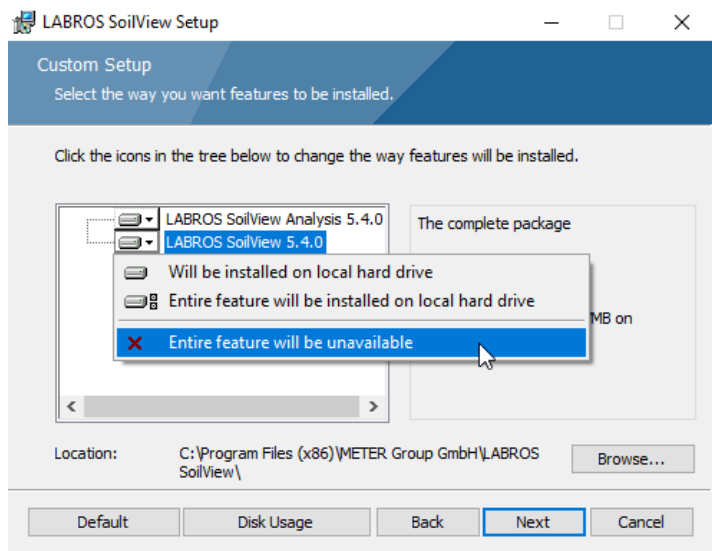 LABROS SoilView Setup
Custom Setup
Select the way you want features to be installed.
Click the icons in the tree below to change the way features will be installed.
LABROS SoilView Analysis 5.4.0
LABROS SoilView 5.4.0
The complete package
Will be installed on local hard drive
Entire feature will be installed on local hard drive
MB on
Entire feature will be unavailable
Location:
C:\Program Files (x86)\METER Group GmbH\LABROS
SoilView\
Browse...
Default
Disk Usage
Back
Next
Cancel